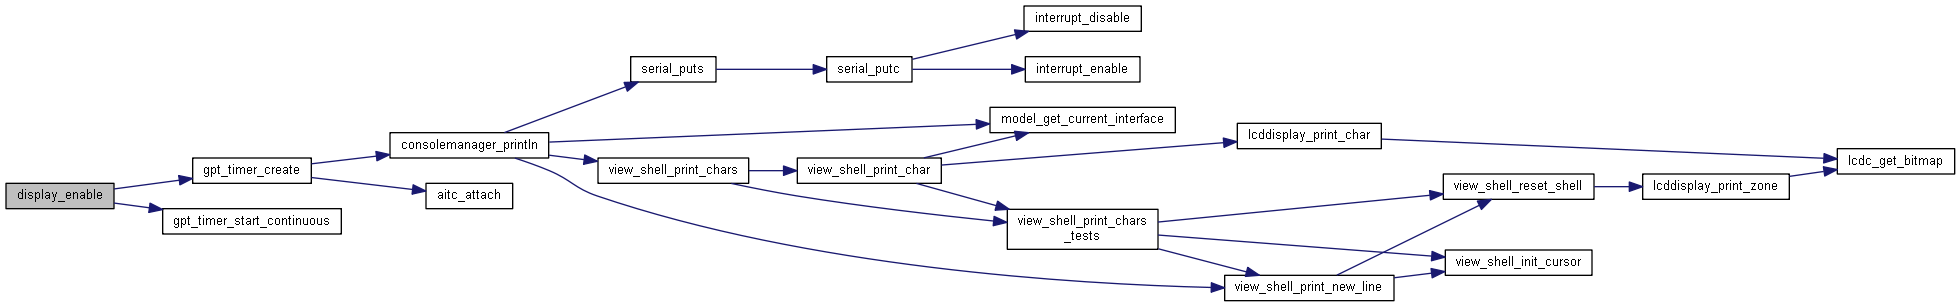 display_enable
gpt_timer_create
gpt_timer_start_continuous
consolemanager_println
aitc_attach
serial_puts
view_shell_print_chars
serial_putc
view_shell_print_char
interrupt_disable
interrupt_enable
model_get_current_interface
view_shell_print_chars
_tests
lcddisplay_print_char
view_shell_print_new_line
view_shell_reset_shell
view_shell_init_cursor
lcddisplay_print_zone
lcdc_get_bitmap